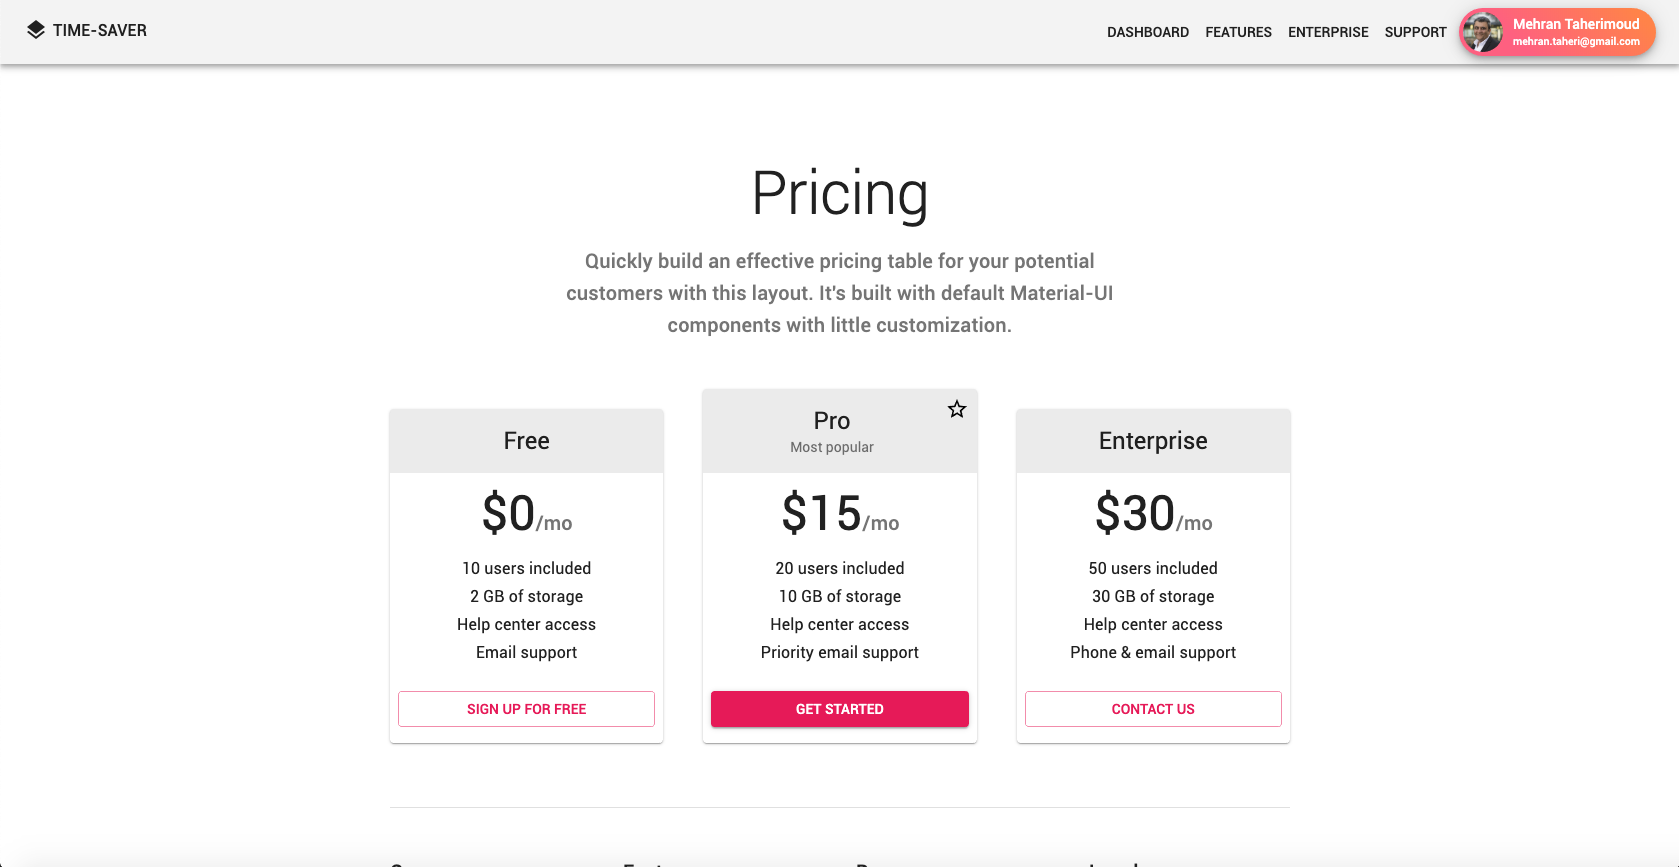 TIME-SAVER
DASHBOARD
FEATURES
ENTERPRISE
SUPPORT
Mehran Taherimoud
mehran.taheri@gmail.com
Pricing
Quickly build an effective pricing table for your potential
customers with this layout. It's built with default Material-UI
components with little customization.
Free
$0/mo
10 users included
2 GB of storage
Help center access
Email support
SIGN UP FOR FREE
Pro
Most popular
$15/mo
20 users included
10 GB of storage
Help center access
Priority email support
GET STARTED
Enterprise
$30/mo
50 users included
30 GB of storage
Help center access
Phone & email support
CONTACT US